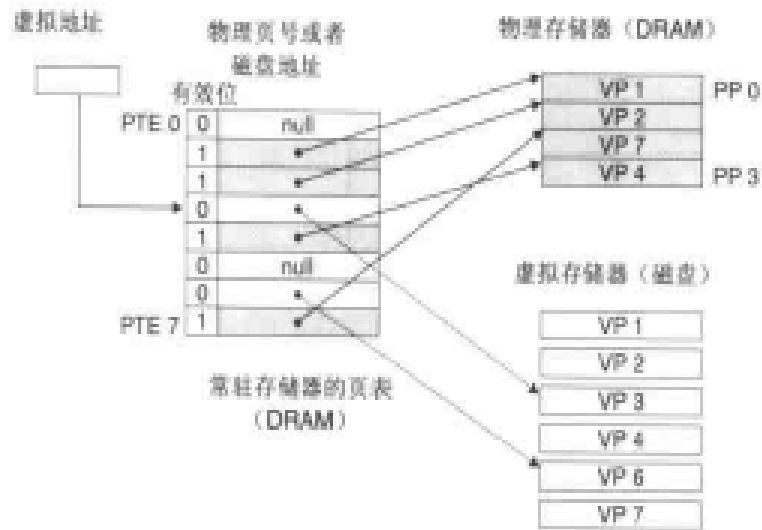 虚拟地址
物理页号或者
磁盘地址
有效位
PTE 0
0
null
1
1
0
1
0
null
0
PTE 7
1
常驻存储器的页表
(DRAM)
物理存储器(DRAM)
VP 1
PP 0
VP 2
VP 7
VP 4
PP 3
虚拟存储器(磁盘)
VP 1
VP 2
VP 3
VP 4
VP 6
VP 7